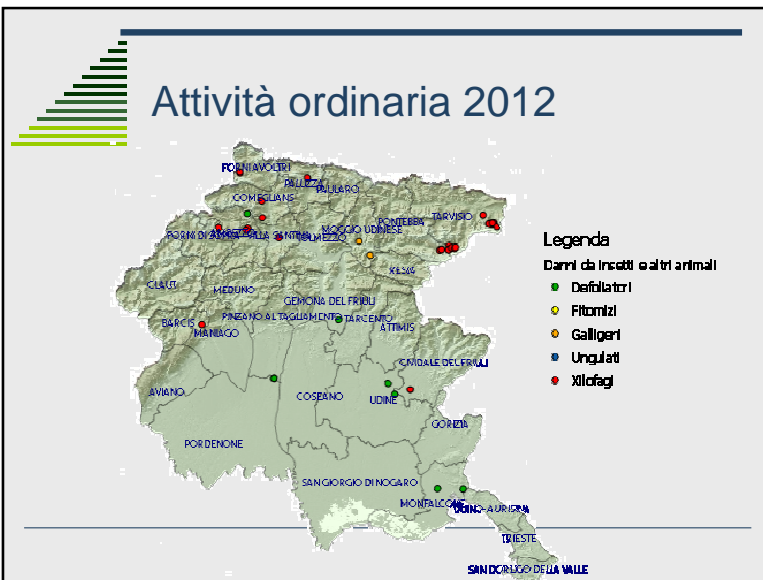 Attività ordinaria 2012
FORNI AVOLTRI
PALUZZA
PAULARO
COMEGLIANS
PONTEBBA
TARVISIO
MOGGIO UDINESE
VILLA SANTINA
TOLMEZZO
RESIA
CLAUT
MEDUNO
GEMONA DEL FRIULI
PINZANO AL TAGLIAMENTO
TARCENTO
ATTIMIS
BARCIS
MANIAGO
CIVIDALE DEL FRIULI
AVIANO
COSEANO
UDINE
GORIZIA
PORDENONE
SAN GIORGIO DI NOGARO
MONFALCONE
DUINO-AURISINA
TRIESTE
SAN DORLIGO DELLA VALLE
Legenda
Danni da insetti e altri animali
Defoliatori
Fitomizi
Galligeni
Ungulati
Xilofagi